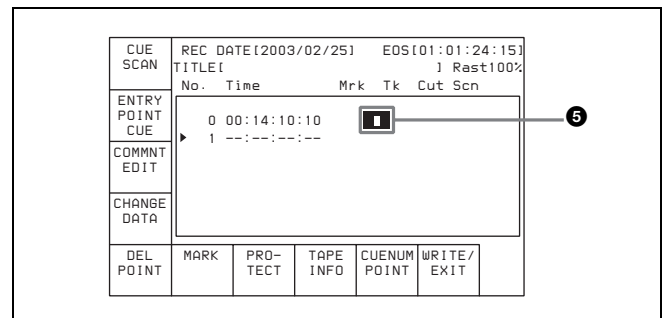 CUE
SCAN
REC DATE[2003/02/25] EOS[01:01:24:15]
TITLE[ ] Rast100%
No. Time Mrk Tk Cut Scn
ENTRY
POINT
CUE
0 00:14:10:10
1 --:--:--:--
5
COMMNT
EDIT
CHANGE
DATA
DEL
POINT
MARK
PRO-
TECT
TAPE
INFO
CUENUM
POINT
WRITE/
EXIT